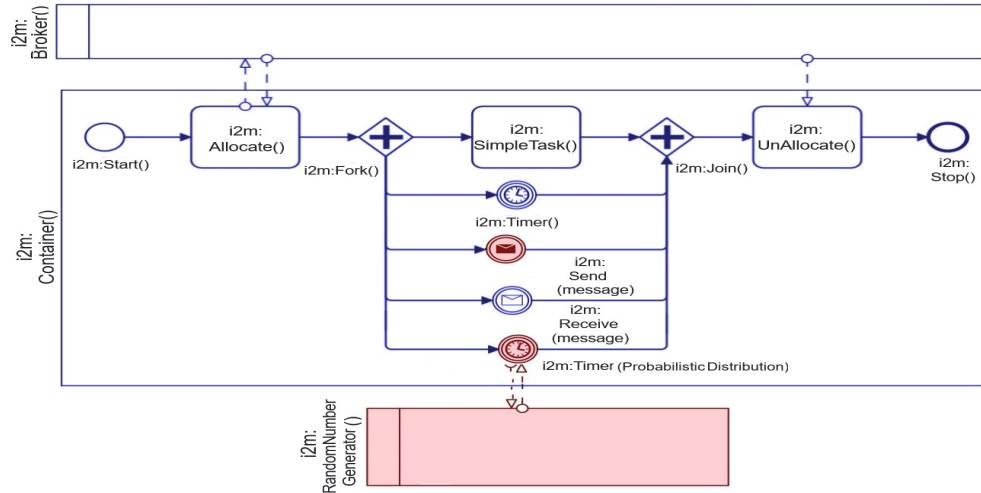 i2m:
Broker()
i2m:
Container()
i2m:Start()
i2m:
Allocate()
i2m:Fork()
i2m:
SimpleTask()
i2m:Join()
i2m:
UnAllocate()
i2m:
Stop()
i2m:Timer()
i2m:
Send
(message)
i2m:
Receive
(message)
i2m:Timer (Probabilistic Distribution)
i2m:
RandomNumber
Generator()